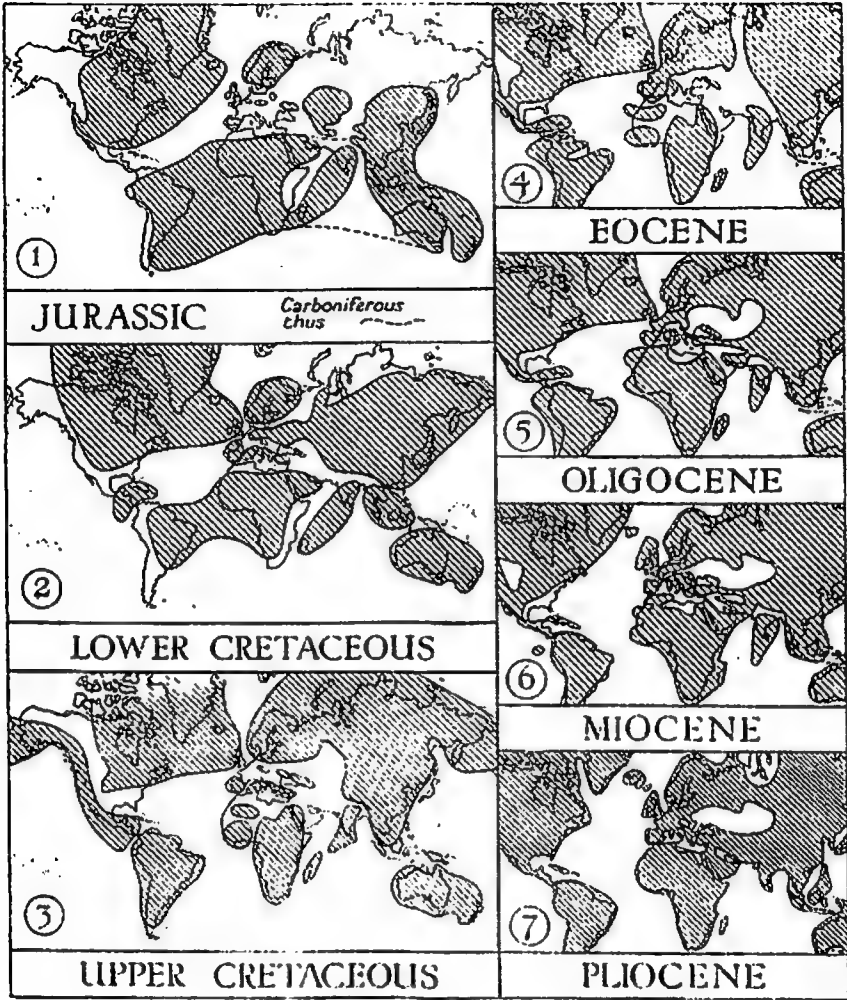 1
JURASSIC
Carboniferous
thus
2
LOWER CRETACEOUS
3
UPPER CRETACEOUS
4
EOCENE
5
OLIGOCENE
6
MIOCENE
7
PLIOCENE